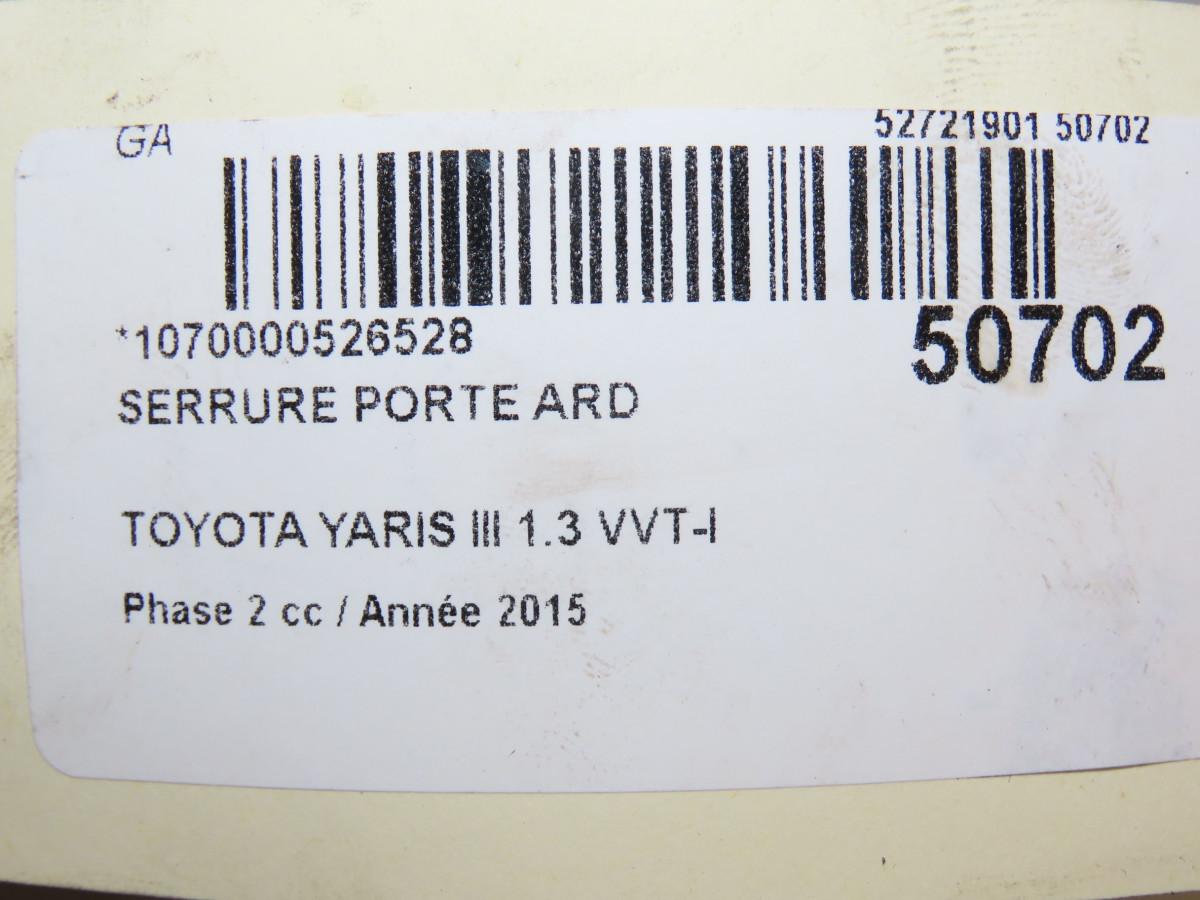 GA 52721901 50702
*1070000526528
50702
SERRURE PORTE ARD
TOYOTA YARIS III 1.3 VVT-I
Phase 2 cc / Année 2015